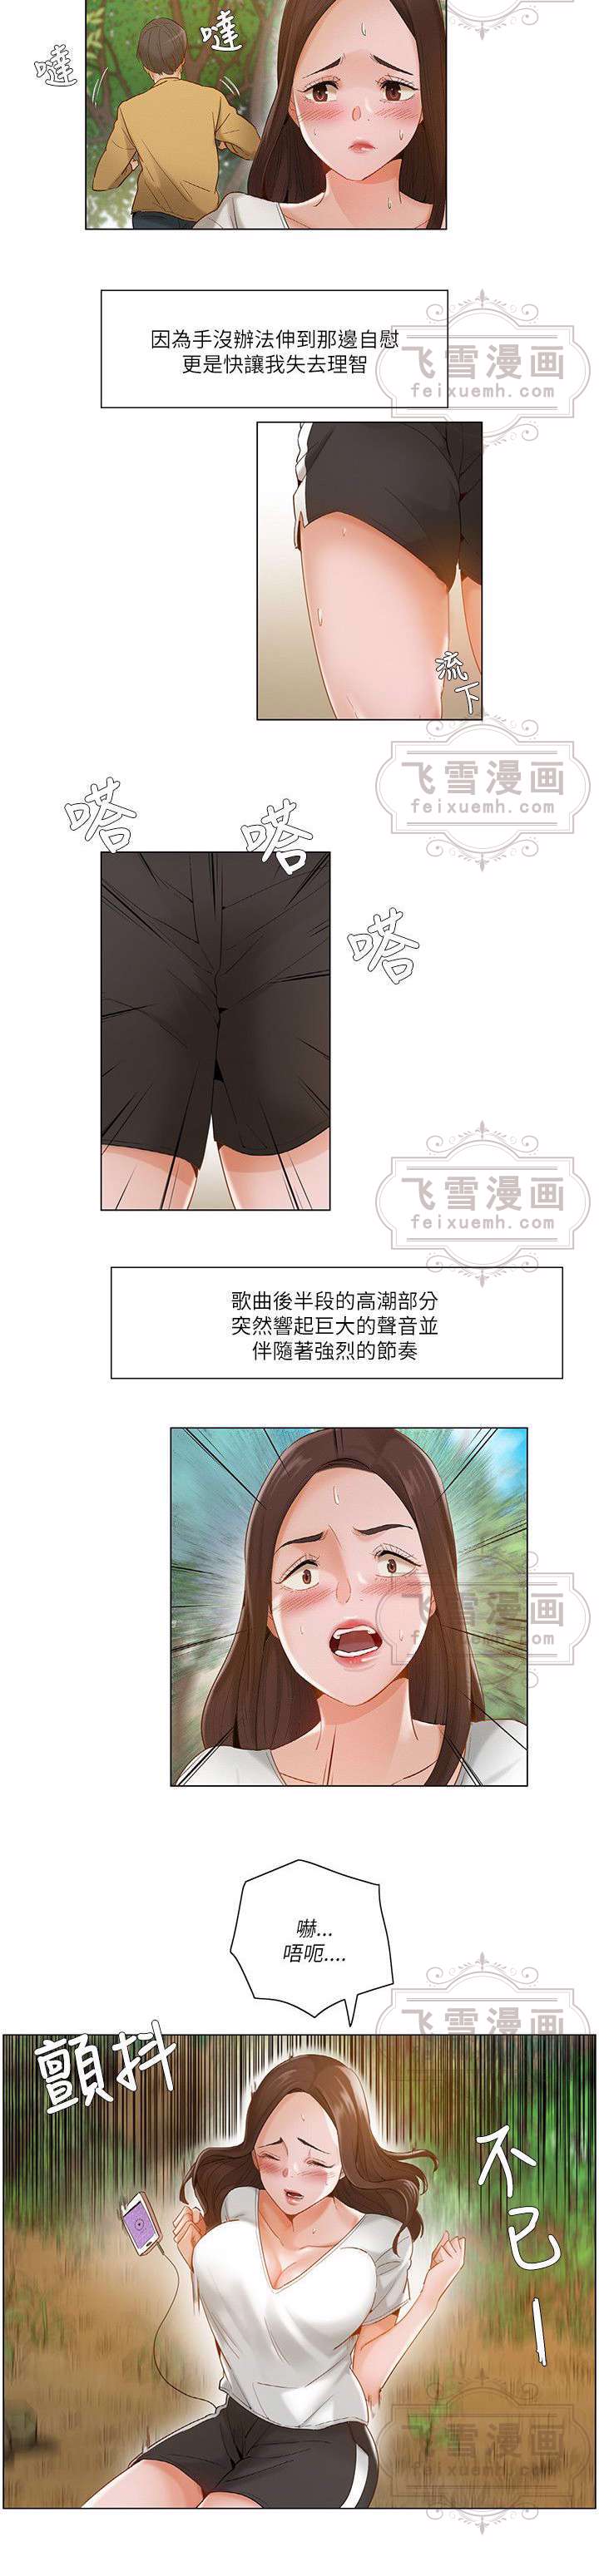 噠
噠
因為手沒辦法伸到那邊自慰
更是快讓我失去理智
飞雪漫画
feixuemh.com
流
下
飞雪漫画
feixuemh.com
嗒
嗒
嗒
飞雪漫画
feixuemh.com
歌曲後半段的高潮部分
突然響起巨大的聲音並
伴隨著強烈的節奏
飞雪漫画
feixuemh.com
嚇...
唔呃....
飞雪漫画
feixuemh.com
顫抖
不已
飞雪漫画
feixuemh.com